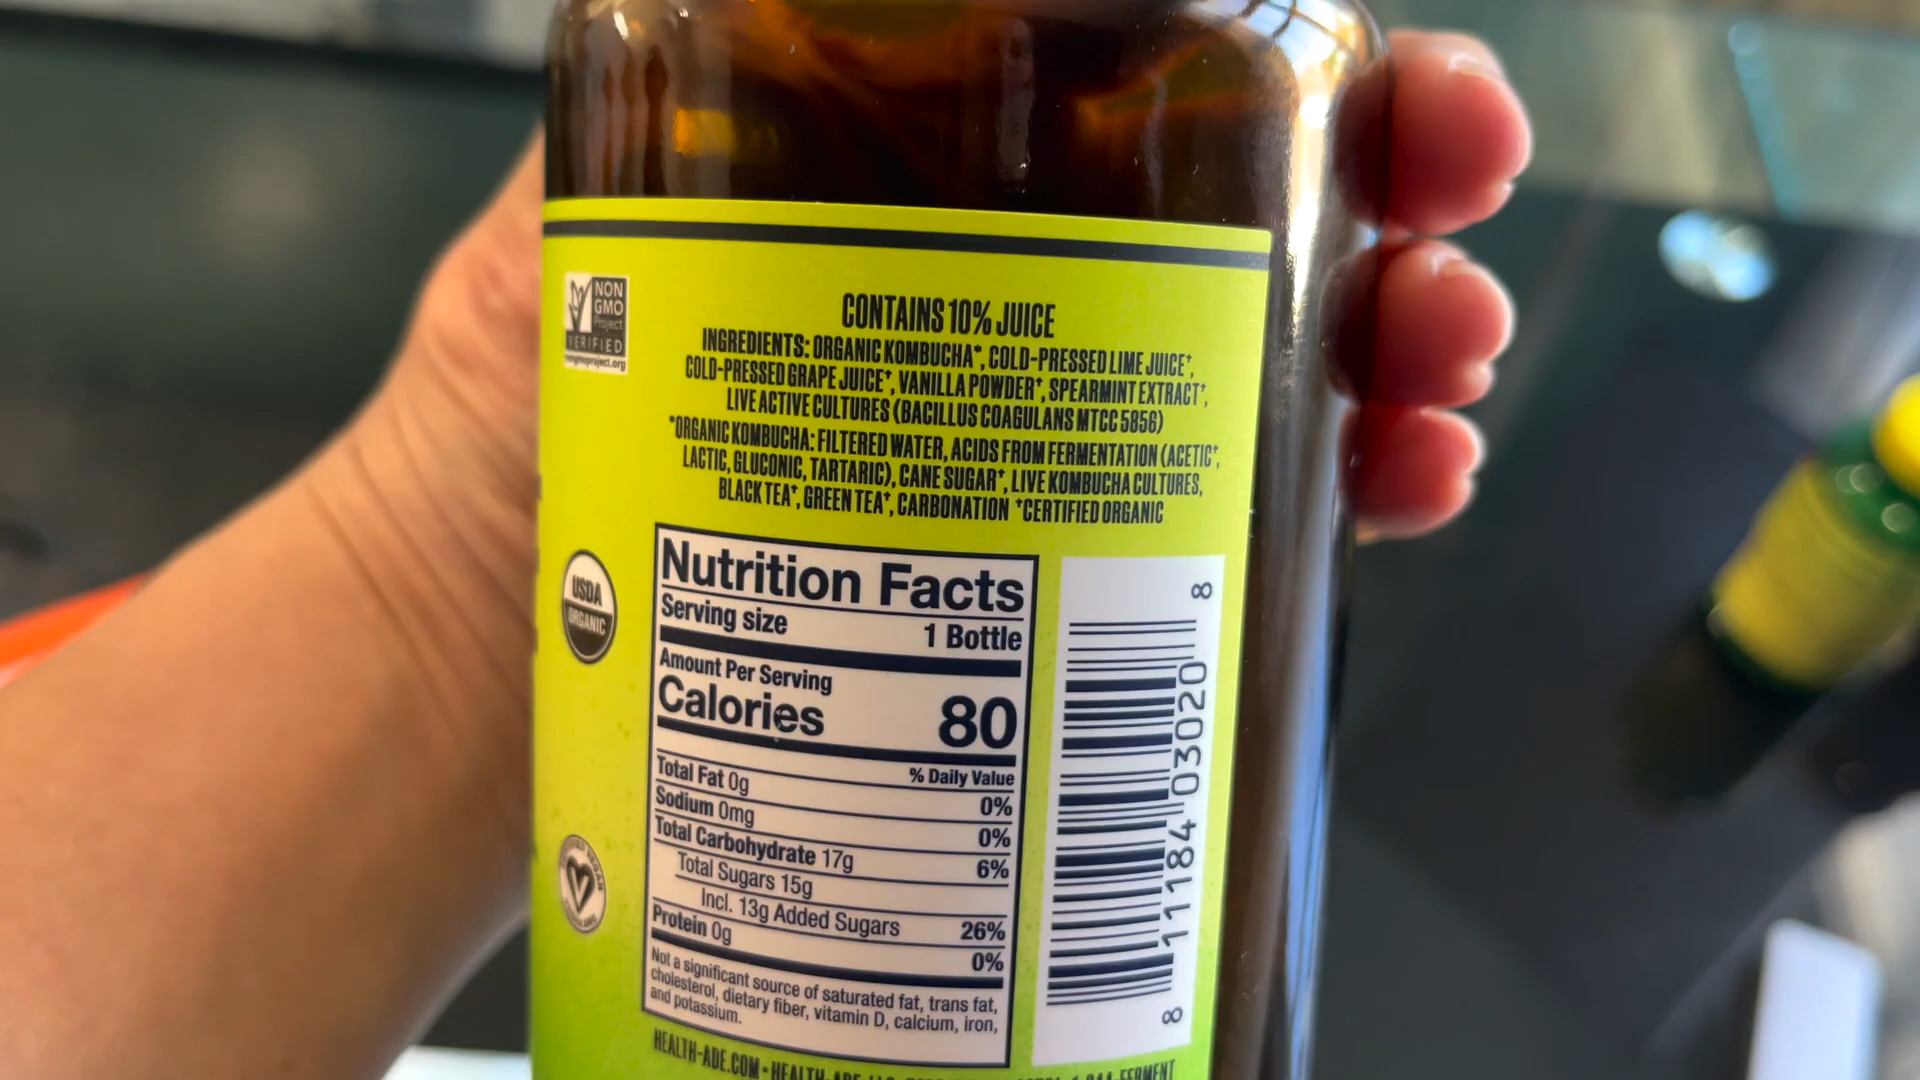 NON
GMO
Project
VERIFIED
nongmoproject.org
CONTAINS 10% JUICE
INGREDIENTS: ORGANIC KOMBUCHA*, COLD-PRESSED LIME JUICE†,
COLD-PRESSED GRAPE JUICE†, VANILLA POWDER†, SPEARMINT EXTRACT†,
LIVE ACTIVE CULTURES (BACILLUS COAGULANS MTCC 5856)
*ORGANIC KOMBUCHA: FILTERED WATER, ACIDS FROM FERMENTATION (ACETIC†,
LACTIC, GLUCONIC, TARTARIC), CANE SUGAR†, LIVE KOMBUCHA CULTURES,
BLACK TEA†, GREEN TEA†, CARBONATION †CERTIFIED ORGANIC
USDA
ORGANIC
Nutrition Facts
Serving size 1 Bottle
Amount Per Serving
Calories 80
% Daily Value
Total Fat 0g 0%
Sodium 0mg 0%
Total Carbohydrate 17g 6%
Total Sugars 15g
Incl. 13g Added Sugars 26%
Protein 0g 0%
Not a significant source of saturated fat, trans fat,
cholesterol, dietary fiber, vitamin D, calcium, iron,
and potassium.
8 11184 03020 8
HEALTH-ADE.COM • HEALTH-ADE LLC